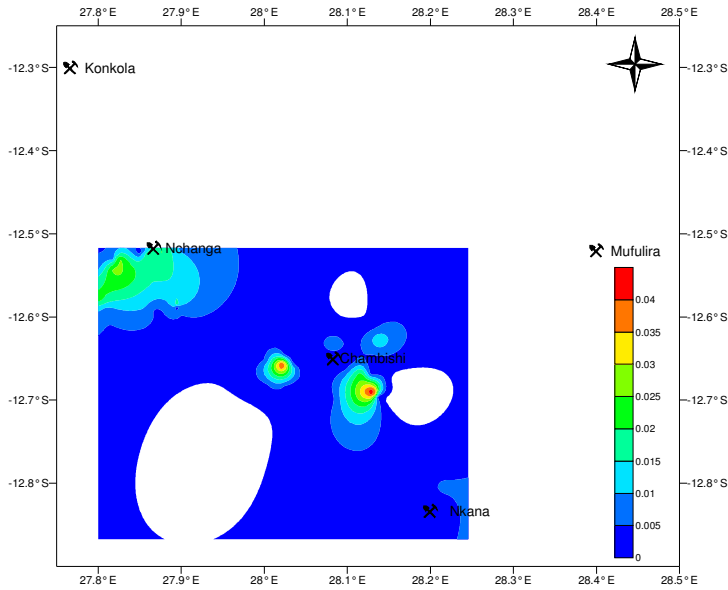 27.8°E 27.9°E 28°E 28.1°E 28.2°E 28.3°E 28.4°E 28.5°E
-12.3°S Konkola -12.3°S
-12.4°S -12.4°S
-12.5°S Nchanga Mufulira -12.5°S
0.04
-12.6°S 0.035 -12.6°S
Chambishi 0.03
0.025
-12.7°S 0.02 -12.7°S
0.015
-12.8°S 0.01 -12.8°S
Nkana 0.005
0
27.8°E 27.9°E 28°E 28.1°E 28.2°E 28.3°E 28.4°E 28.5°E